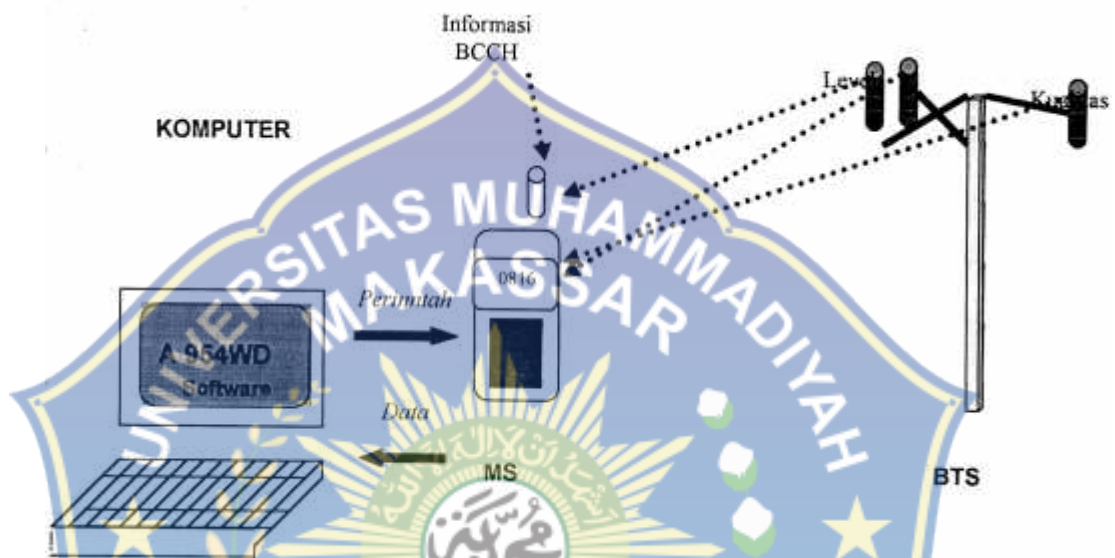 Informasi
BCCH
Level
Kualitas
KOMPUTER
UNIVERSITAS MUHAMMADIYAH
MAKASSAR
0816
Perintah
A 954WD
Software
Data
MS
BTS